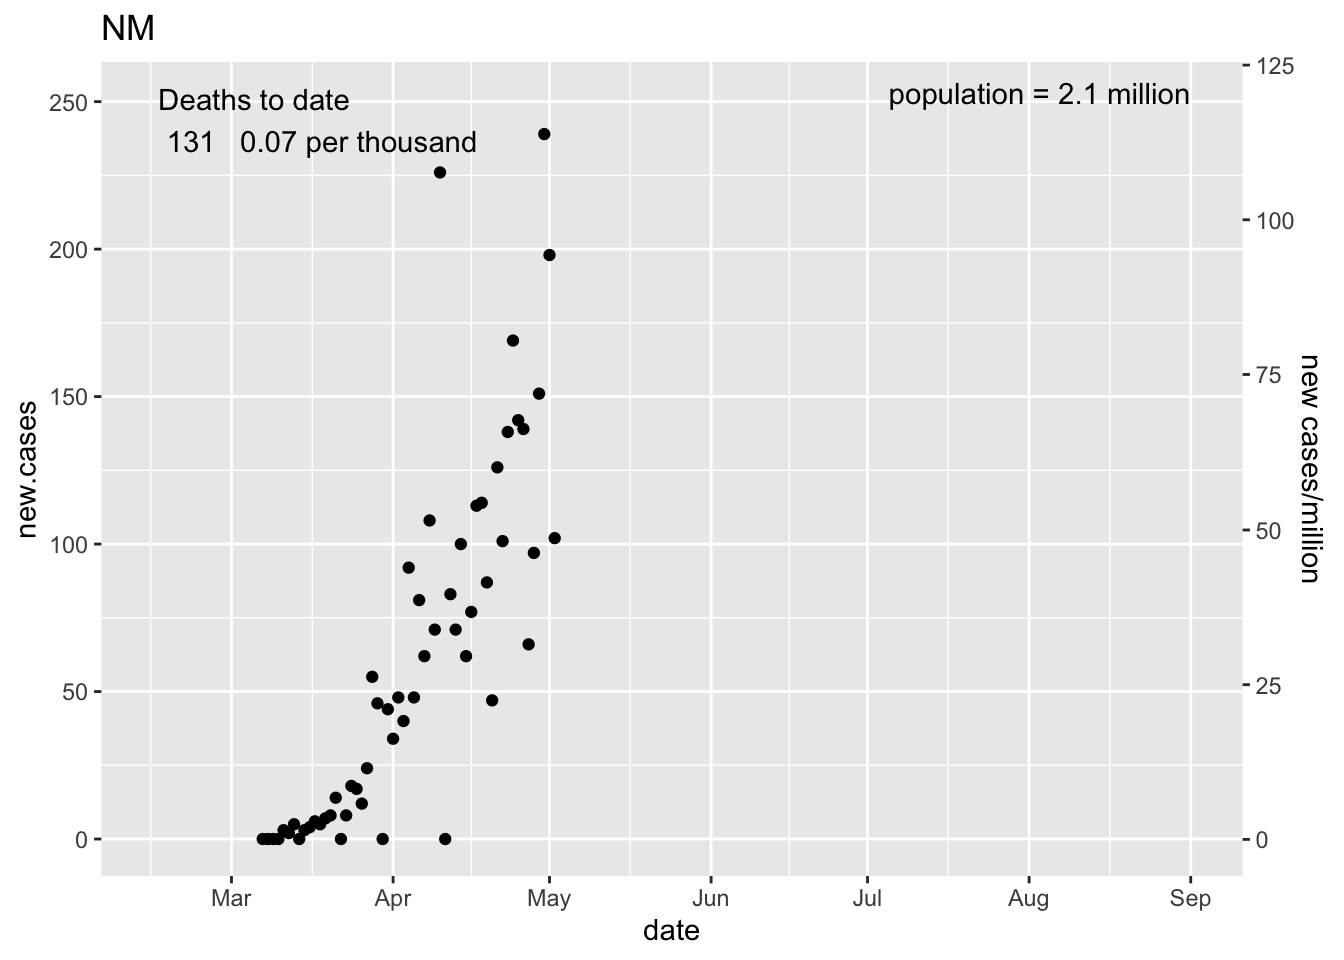 NM
Deaths to date
131 0.07 per thousand
population = 2.1 million
250
200
150
100
50
0
new.cases
125
100
75
50
25
0
new cases/million
Mar Apr May Jun Jul Aug Sep
date